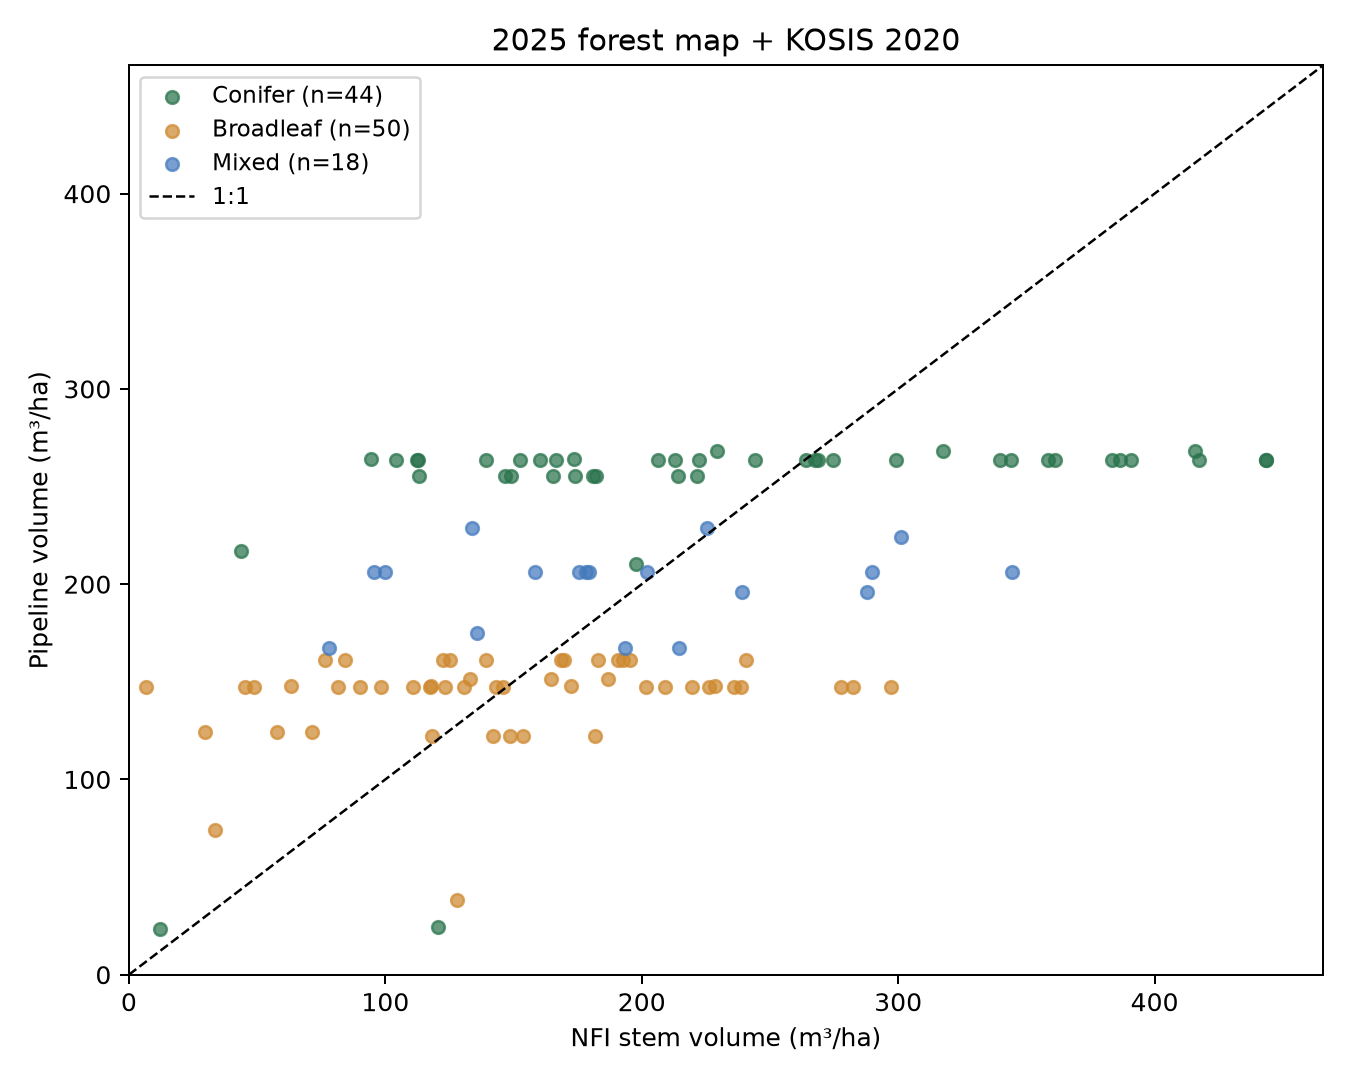 2025 forest map + KOSIS 2020
Conifer (n=44)
Broadleaf (n=50)
Mixed (n=18)
1:1
Pipeline volume (m³/ha)
400
300
200
100
0
0 100 200 300 400
NFI stem volume (m³/ha)